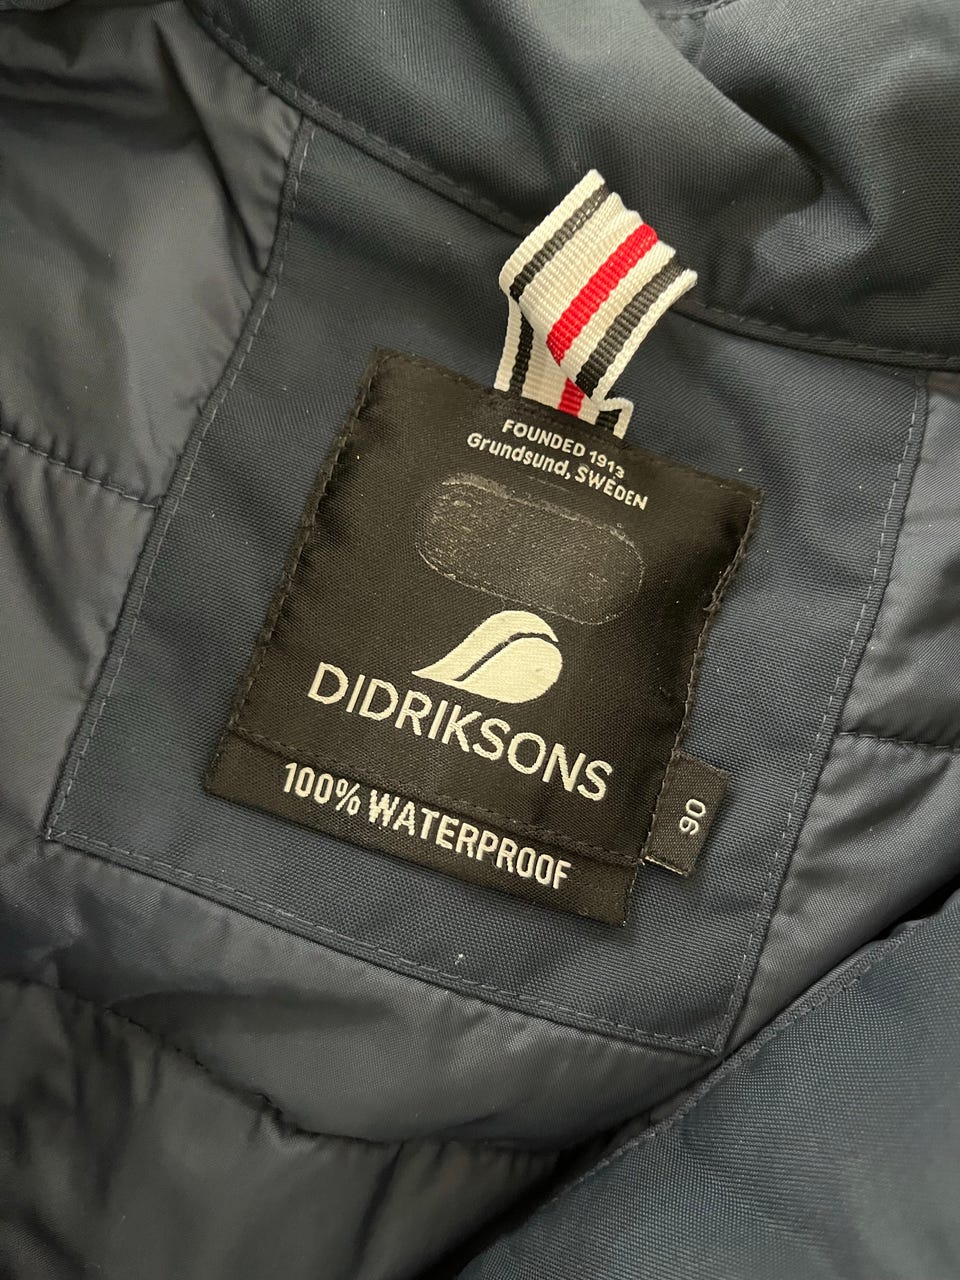 FOUNDED 1913
Grundsund, SWEDEN
DIDRIKSONS
100% WATERPROOF
90